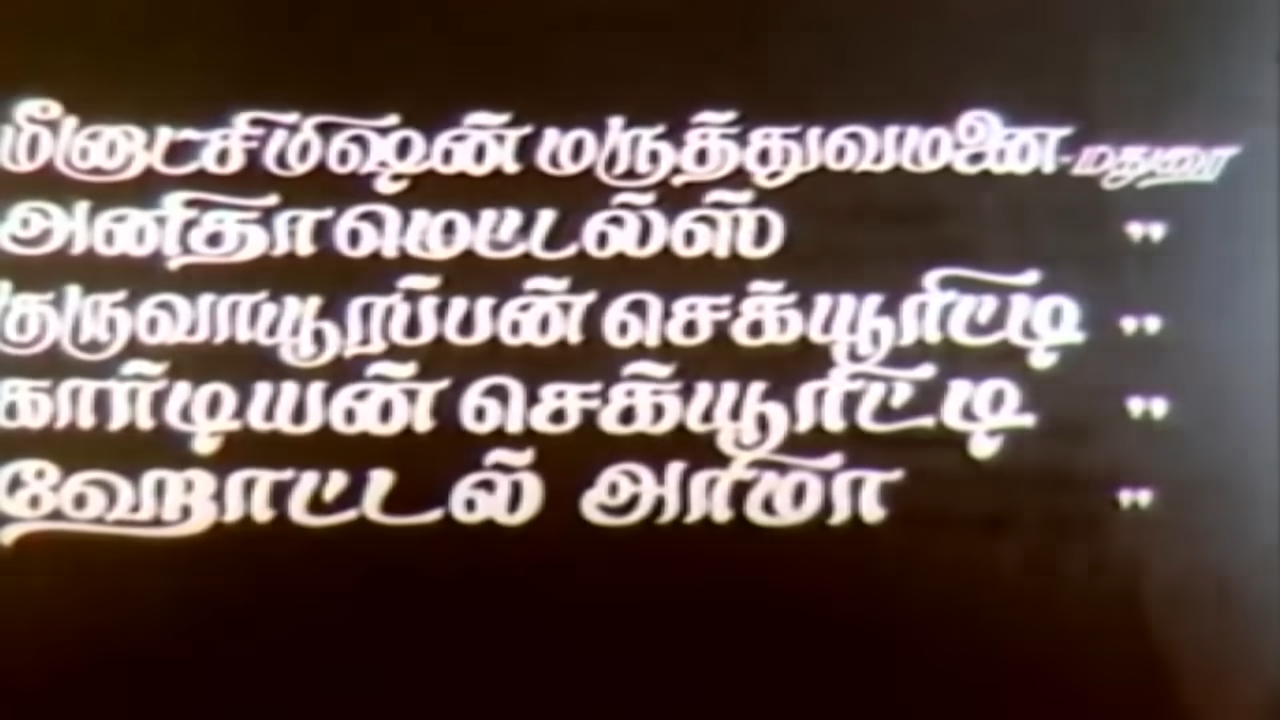 மீனாட்சி மிஷன் மருத்துவமனை - மதுரை
அனிதா மெட்டல்ஸ் "
குருவாயூரப்பன் செக்யூரிட்டி "
கார்டியன் செக்யூரிட்டி "
ஹோட்டல் அரிமா "